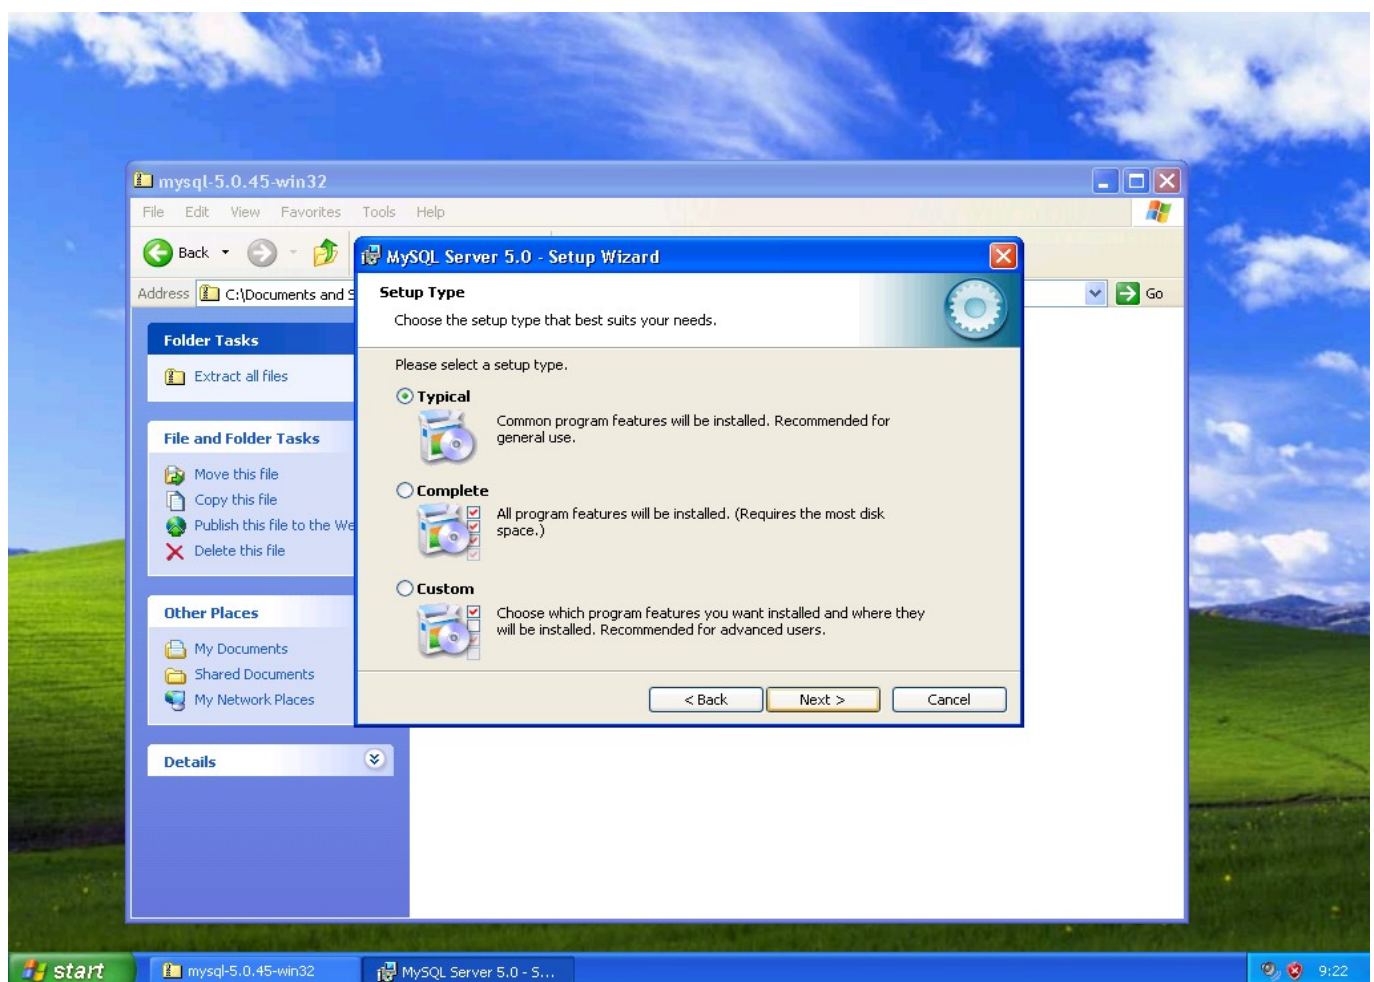 mysql-5.0.45-win32
File Edit View Favorites Tools Help
Back
MySQL Server 5.0 - Setup Wizard
Address C:\Documents and S
Go
Setup Type
Choose the setup type that best suits your needs.
Folder Tasks
Extract all files
File and Folder Tasks
Move this file
Copy this file
Publish this file to the We
Delete this file
Other Places
My Documents
Shared Documents
My Network Places
Details
Please select a setup type.
Typical
Common program features will be installed. Recommended for
general use.
Complete
All program features will be installed. (Requires the most disk
space.)
Custom
Choose which program features you want installed and where they
will be installed. Recommended for advanced users.
< Back Next > Cancel
start mysql-5.0.45-win32 MySQL Server 5.0 - S... 9:22